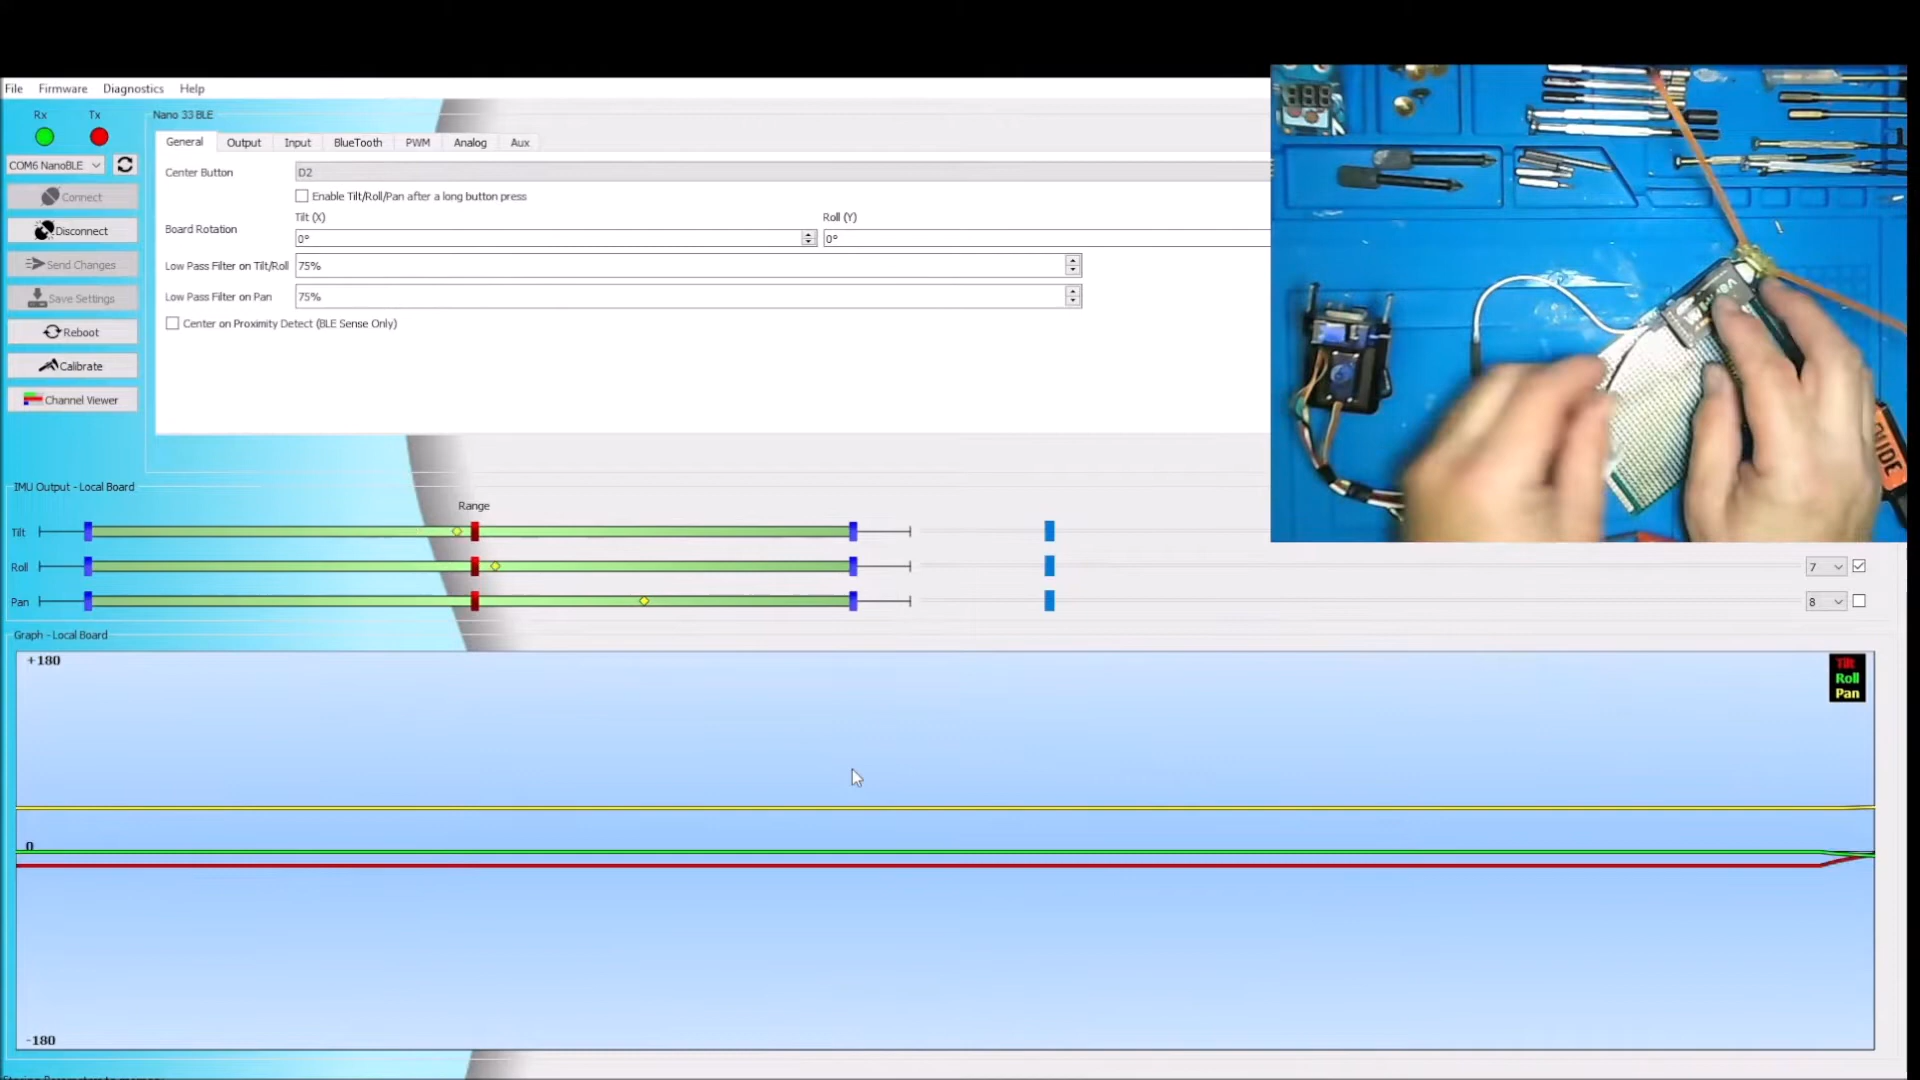 File Firmware Diagnostics Help
Rx Tx
COM6 NanoBLE
Connect
Disconnect
Send Changes
Save Settings
Reboot
Calibrate
Channel Viewer
Nano 33 BLE
General Output Input BlueTooth PWM Analog Aux
Center Button D2
Enable Tilt/Roll/Pan after a long button press
Tilt (X) Roll (Y)
Board Rotation 0° 0°
Low Pass Filter on Tilt/Roll 75%
Low Pass Filter on Pan 75%
Center on Proximity Detect (BLE Sense Only)
IMU Output - Local Board
Range
Tilt
Roll 7
Pan 8
Graph - Local Board
+180
Tilt
Roll
Pan
0
-180